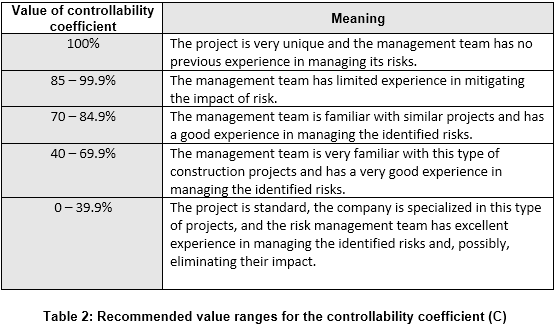 Value of controllability
coefficient
Meaning
100%
The project is very unique and the management team has no
previous experience in managing its risks.
85 – 99.9%
The management team has limited experience in mitigating
the impact of risk.
70 – 84.9%
The management team is familiar with similar projects and has
a good experience in managing the identified risks.
40 – 69.9%
The management team is very familiar with this type of
construction projects and has a very good experience in
managing the identified risks.
0 – 39.9%
The project is standard, the company is specialized in this type
of projects, and the risk management team has excellent
experience in managing the identified risks and, possibly,
eliminating their impact.
Table 2: Recommended value ranges for the controllability coefficient (C)